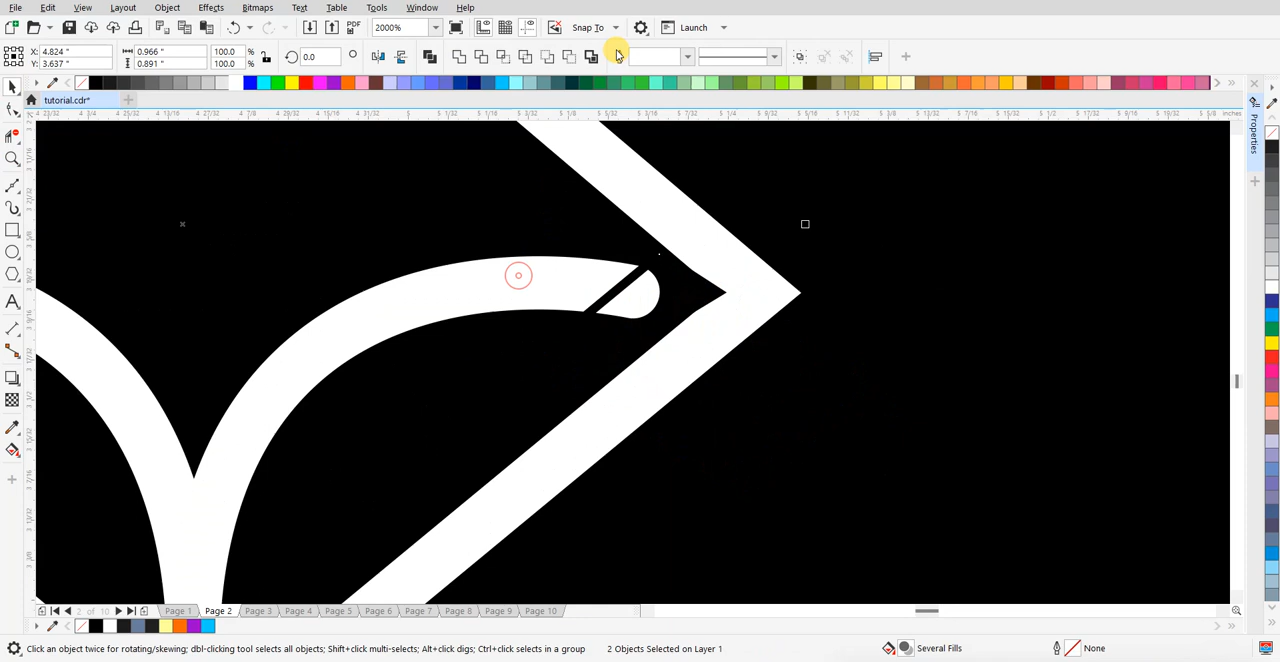 File Edit View Layout Object Effects Bitmaps Text Table Tools Window Help
PDF 2000% Snap To Launch
X: 4.824 " 0.966 " 100.0 % 0.0
Y: 3.637 " 0.891 " 100.0 %
tutorial.cdr*
Properties
inches
2 of 10 Page 1 Page 2 Page 3 Page 4 Page 5 Page 6 Page 7 Page 8 Page 9 Page 10
Click an object twice for rotating/skewing; dbl-clicking tool selects all objects; Shift+click multi-selects; Alt+click digs; Ctrl+click selects in a group 2 Objects Selected on Layer 1 Several Fills None